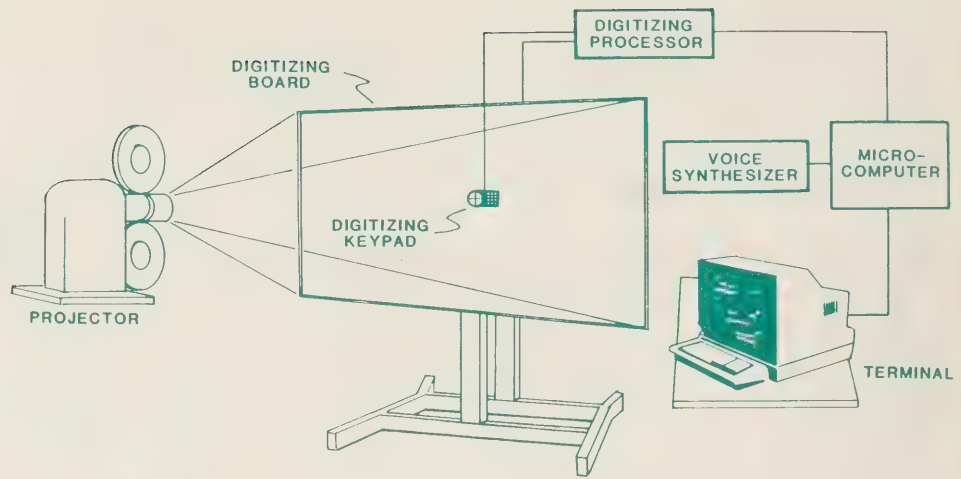 DIGITIZING
PROCESSOR
DIGITIZING
BOARD
VOICE
SYNTHESIZER
MICRO-
COMPUTER
DIGITIZING
KEYPAD
PROJECTOR
TERMINAL